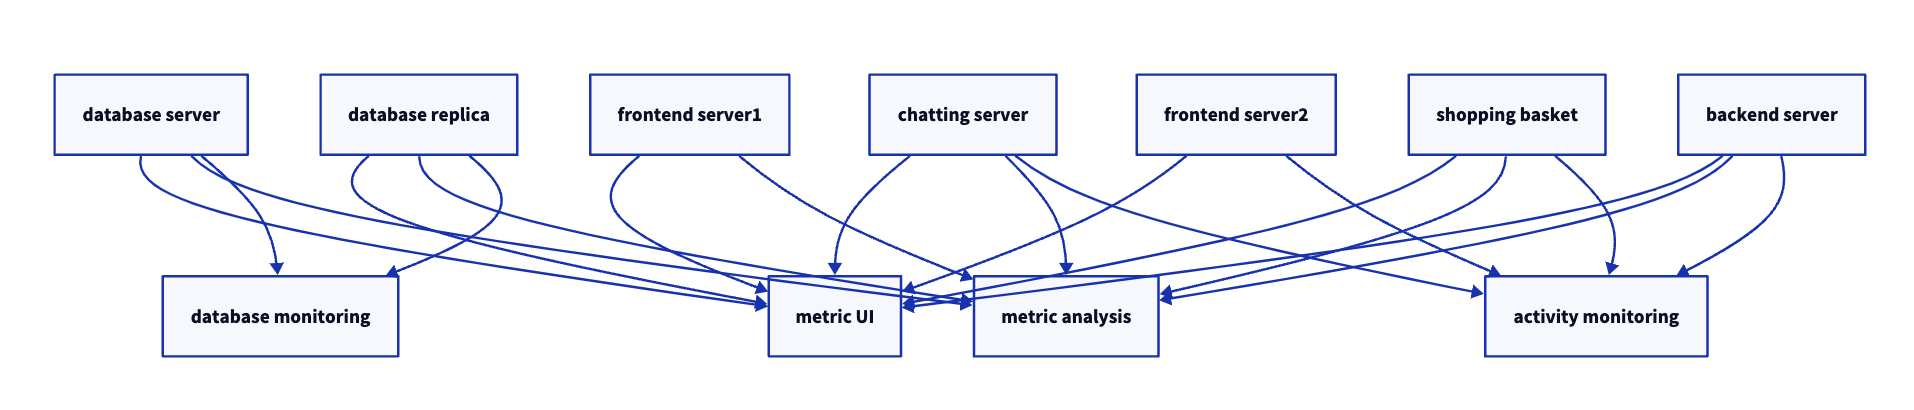 database server
database replica
frontend server1
chatting server
frontend server2
shopping basket
backend server
database monitoring
metric UI
metric analysis
activity monitoring